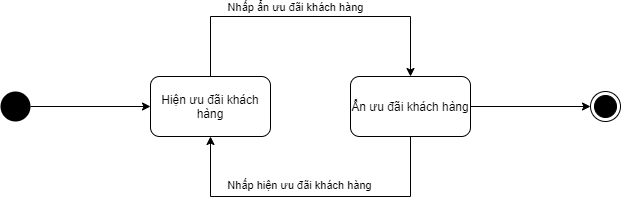 Nhấp ẩn ưu đãi khách hàng
Hiện ưu đãi khách
hàng
Ẩn ưu đãi khách hàng
Nhấp hiện ưu đãi khách hàng